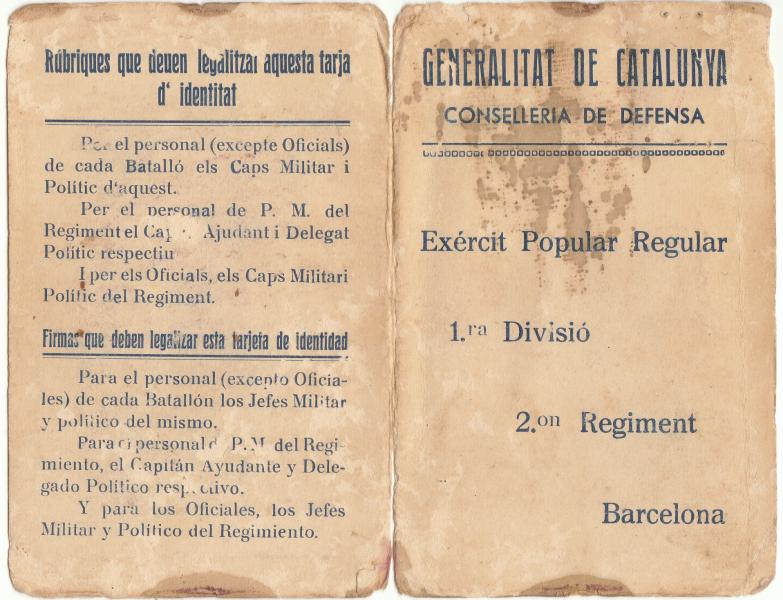 Rúbriques que deuen legalitzar aquesta tarja
d' identitat
Per el personal (excepte Oficials)
de cada Batalló els Caps Militar i
Polític d'aquest.
Per el personal de P. M. del
Regiment el Ajudant i Delegat
Polític respectiu
I per els Oficials, els Caps Militar i
Polític del Regiment.
Firmas que deben legalizar esta tarjeta de identidad
Para el personal (excepto Oficia-
les) de cada Batallón los Jefes Militar
y político del mismo.
Para el personal P.M. del Regi-
miento, el Capitán Ayudante y Dele-
gado Político respectivo.
Y para los Oficiales, los Jefes
Militar y Político del Regimiento.
GENERALITAT DE CATALUNYA
CONSELLERIA DE DEFENSA
Exércit Popular Regular
1.ra Divisió
2.on Regiment
Barcelona